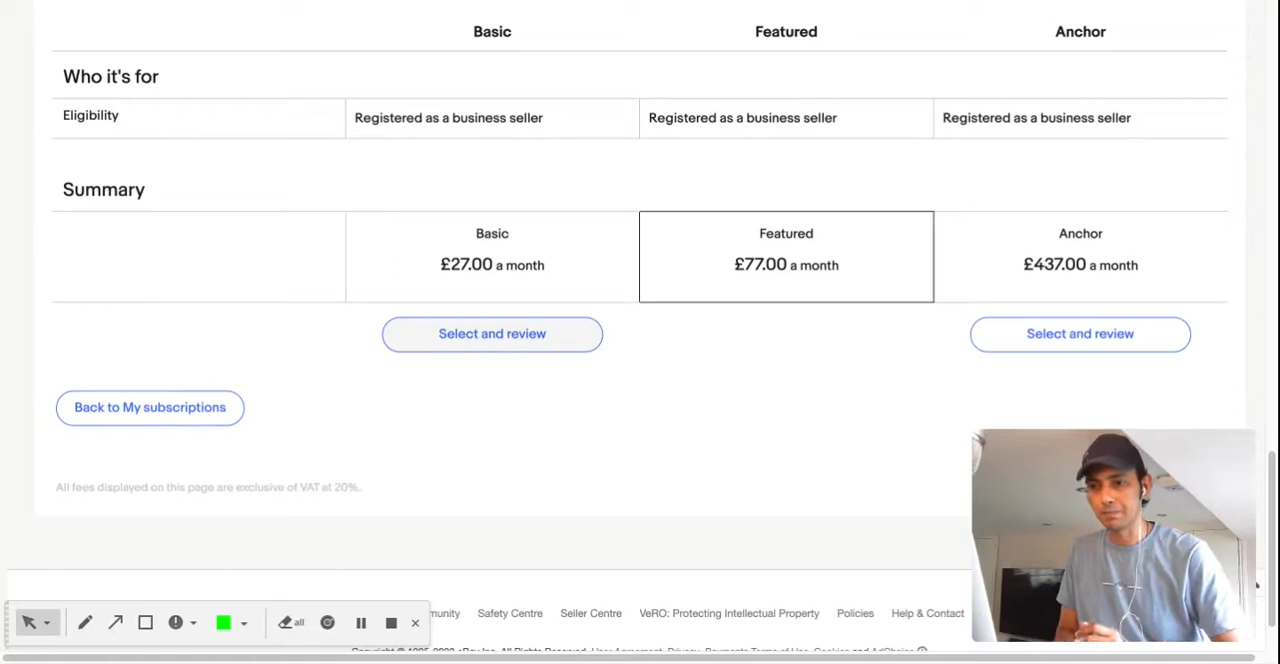 Basic Featured Anchor
Who it's for
Eligibility Registered as a business seller Registered as a business seller Registered as a business seller
Summary
Basic Featured Anchor
£27.00 a month £77.00 a month £437.00 a month
Select and review Select and review
Back to My subscriptions
All fees displayed on this page are exclusive of VAT at 20%.
Safety Centre Seller Centre VeRO: Protecting Intellectual Property Policies Help & Contact
all